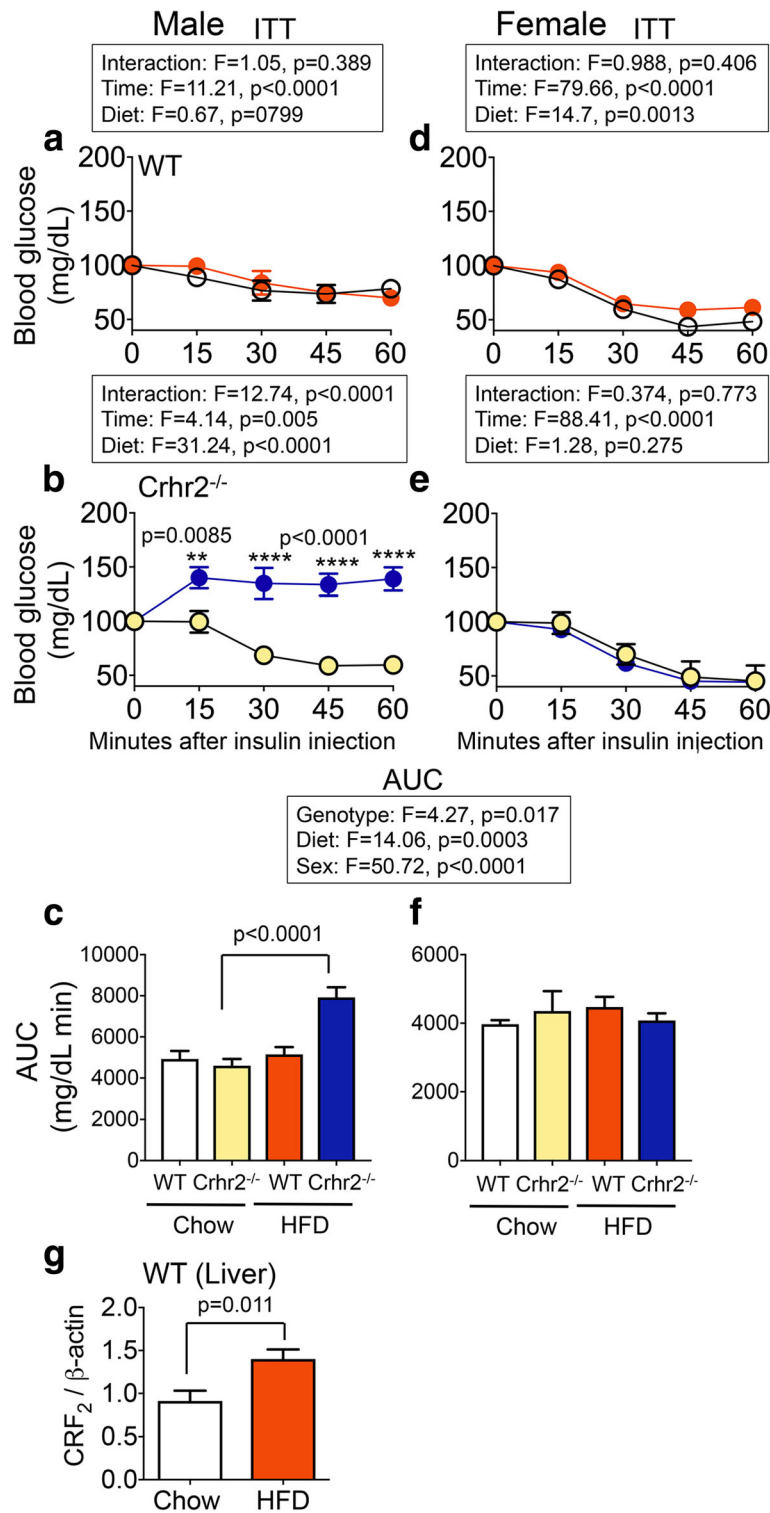 Male ITT
Female ITT
Interaction: F=1.05, p=0.389
Time: F=11.21, p<0.0001
Diet: F=0.67, p=0799
Interaction: F=0.988, p=0.406
Time: F=79.66, p<0.0001
Diet: F=14.7, p=0.0013
a
WT
Blood glucose
(mg/dL)
200
150
100
50
0 15 30 45 60
d
200
150
100
50
0 15 30 45 60
Interaction: F=12.74, p<0.0001
Time: F=4.14, p=0.005
Diet: F=31.24, p<0.0001
Interaction: F=0.374, p=0.773
Time: F=88.41, p<0.0001
Diet: F=1.28, p=0.275
b
Crhr2-/-
Blood glucose
(mg/dL)
200
150
100
50
p=0.0085
p<0.0001
** **** **** ****
0 15 30 45 60
Minutes after insulin injection
e
200
150
100
50
0 15 30 45 60
Minutes after insulin injection
AUC
Genotype: F=4.27, p=0.017
Diet: F=14.06, p=0.0003
Sex: F=50.72, p<0.0001
c
AUC
(mg/dL min)
10000
8000
6000
4000
2000
0
p<0.0001
WT Crhr2-/- WT Crhr2-/-
Chow HFD
f
6000
4000
2000
0
WT Crhr2-/- WT Crhr2-/-
Chow HFD
g
WT (Liver)
p=0.011
CRF2 / β-actin
2.0
1.5
1.0
0.5
0.0
Chow HFD